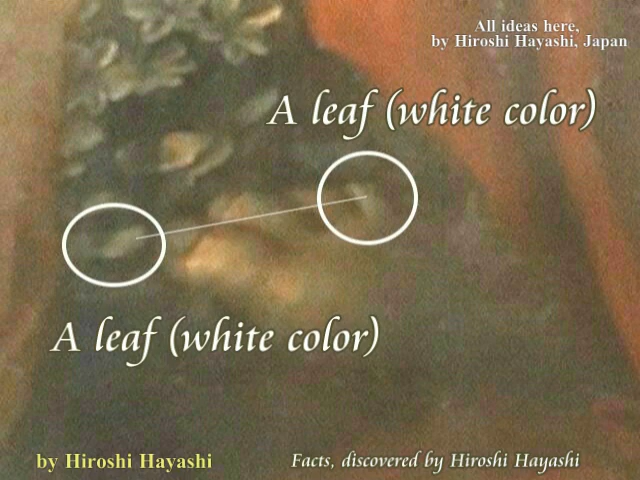 All ideas here,
by Hiroshi Hayashi, Japan
A leaf (white color)
A leaf (white color)
by Hiroshi Hayashi
Facts, discovered by Hiroshi Hayashi